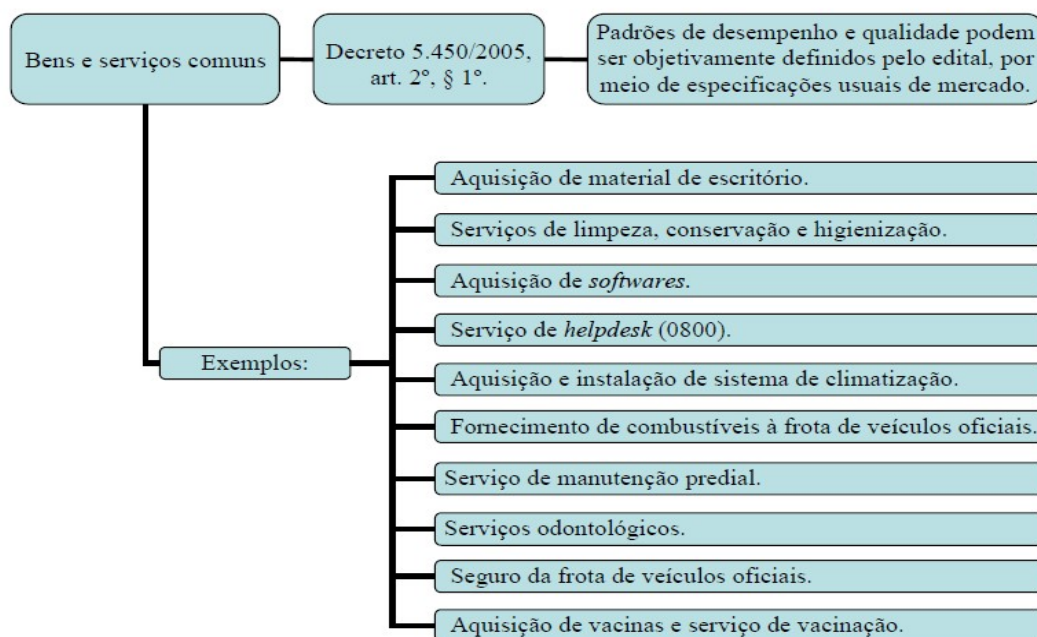 Bens e serviços comuns
Decreto 5.450/2005,
art. 2º, § 1º.
Padrões de desempenho e qualidade podem
ser objetivamente definidos pelo edital, por
meio de especificações usuais de mercado.
Exemplos:
Aquisição de material de escritório.
Serviços de limpeza, conservação e higienização.
Aquisição de softwares.
Serviço de helpdesk (0800).
Aquisição e instalação de sistema de climatização.
Fornecimento de combustíveis à frota de veículos oficiais.
Serviço de manutenção predial.
Serviços odontológicos.
Seguro da frota de veículos oficiais.
Aquisição de vacinas e serviço de vacinação.